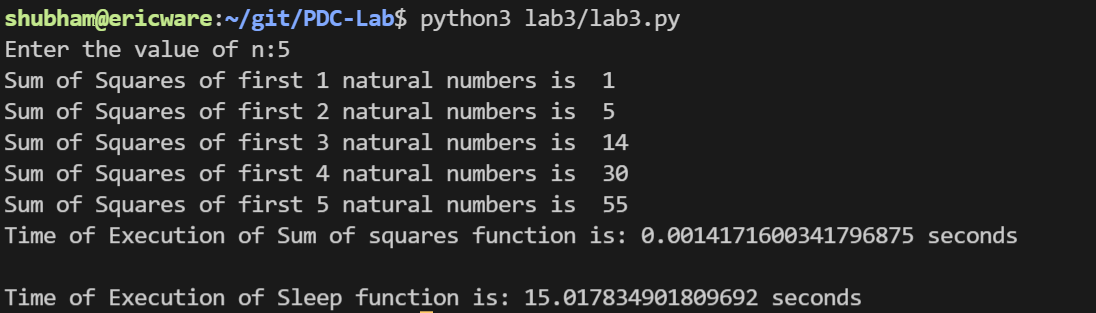 shubham@ericware:~/git/PDC-Lab$ python3 lab3/lab3.py
Enter the value of n:5
Sum of Squares of first 1 natural numbers is  1
Sum of Squares of first 2 natural numbers is  5
Sum of Squares of first 3 natural numbers is  14
Sum of Squares of first 4 natural numbers is  30
Sum of Squares of first 5 natural numbers is  55
Time of Execution of Sum of squares function is: 0.0014171600341796875 seconds
Time of Execution of Sleep function is: 15.017834901809692 seconds